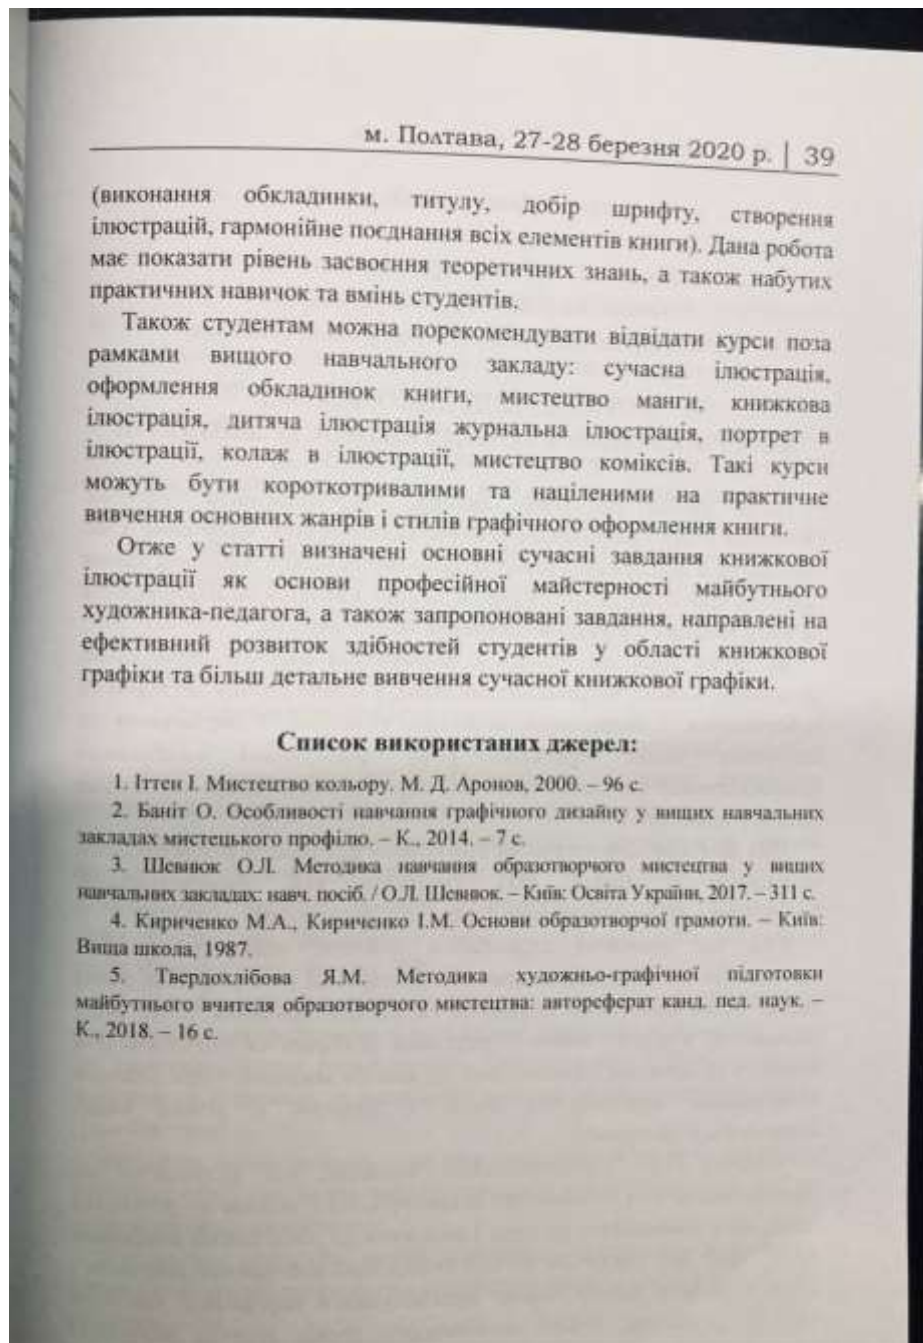 м. Полтава, 27-28 березня 2020 р. | 39
(виконання обкладинки, титулу, добір шрифту, створення
ілюстрацій, гармонійне поєднання всіх елементів книги). Дана робота
має показати рівень засвоєння теоретичних знань, а також набутих
практичних навичок та вмінь студентів.
Також студентам можна порекомендувати відвідати курси поза
рамками вищого навчального закладу: сучасна ілюстрація,
оформлення обкладинок книги, мистецтво манги, книжкова
ілюстрація, дитяча ілюстрація журнальна ілюстрація, портрет в
ілюстрації, колаж в ілюстрації, мистецтво коміксів. Такі курси
можуть бути короткотривалими та націленими на практичне
вивчення основних жанрів і стилів графічного оформлення книги.
Отже у статті визначені основні сучасні завдання книжкової
ілюстрації як основи професійної майстерності майбутнього
художника-педагога, а також запропоновані завдання, направлені на
ефективний розвиток здібностей студентів у області книжкової
графіки та більш детальне вивчення сучасної книжкової графіки.
Список використаних джерел:
1. Іттен І. Мистецтво кольору. М. Д. Аронов, 2000. – 96 с.
2. Баніт О. Особливості навчання графічного дизайну у вищих навчальних
закладах мистецького профілю. – К., 2014. – 7 с.
3. Шевнюк О.Л. Методика навчання образотворчого мистецтва у вищих
навчальних закладах: навч. посіб. / О.Л. Шевнюк. – Київ: Освіта України, 2017. – 311 с.
4. Кириченко М.А., Кириченко І.М. Основи образотворчої грамоти. – Київ:
Вища школа, 1987.
5. Твердохлібова Я.М. Методика художньо-графічної підготовки
майбутнього вчителя образотворчого мистецтва: автореферат канд. пед. наук. –
К., 2018. – 16 с.